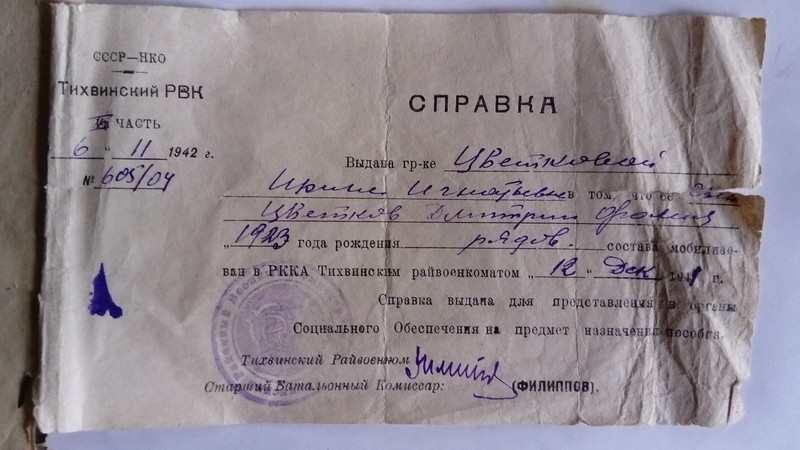 СССР—НКО
Тихвинский РВК
ЧАСТЬ
6 " 11 1942 г.
№ 605/04
СПРАВКА
Выдана гр-ке Цветковой
Игнатьевне в том, что ее сын
Цветков Дмитрий
„1923 года рождения рядов. состава мобилизо-
ван в РККА Тихвинским райвоенкоматом „12" Дек 1941 г.
Справка выдана для представления в органы
Социального Обеспечения на предмет назначения пособия.
Тихвинский Райвоенком
Старший Батальонный Комиссар: (ФИЛИППОВ).